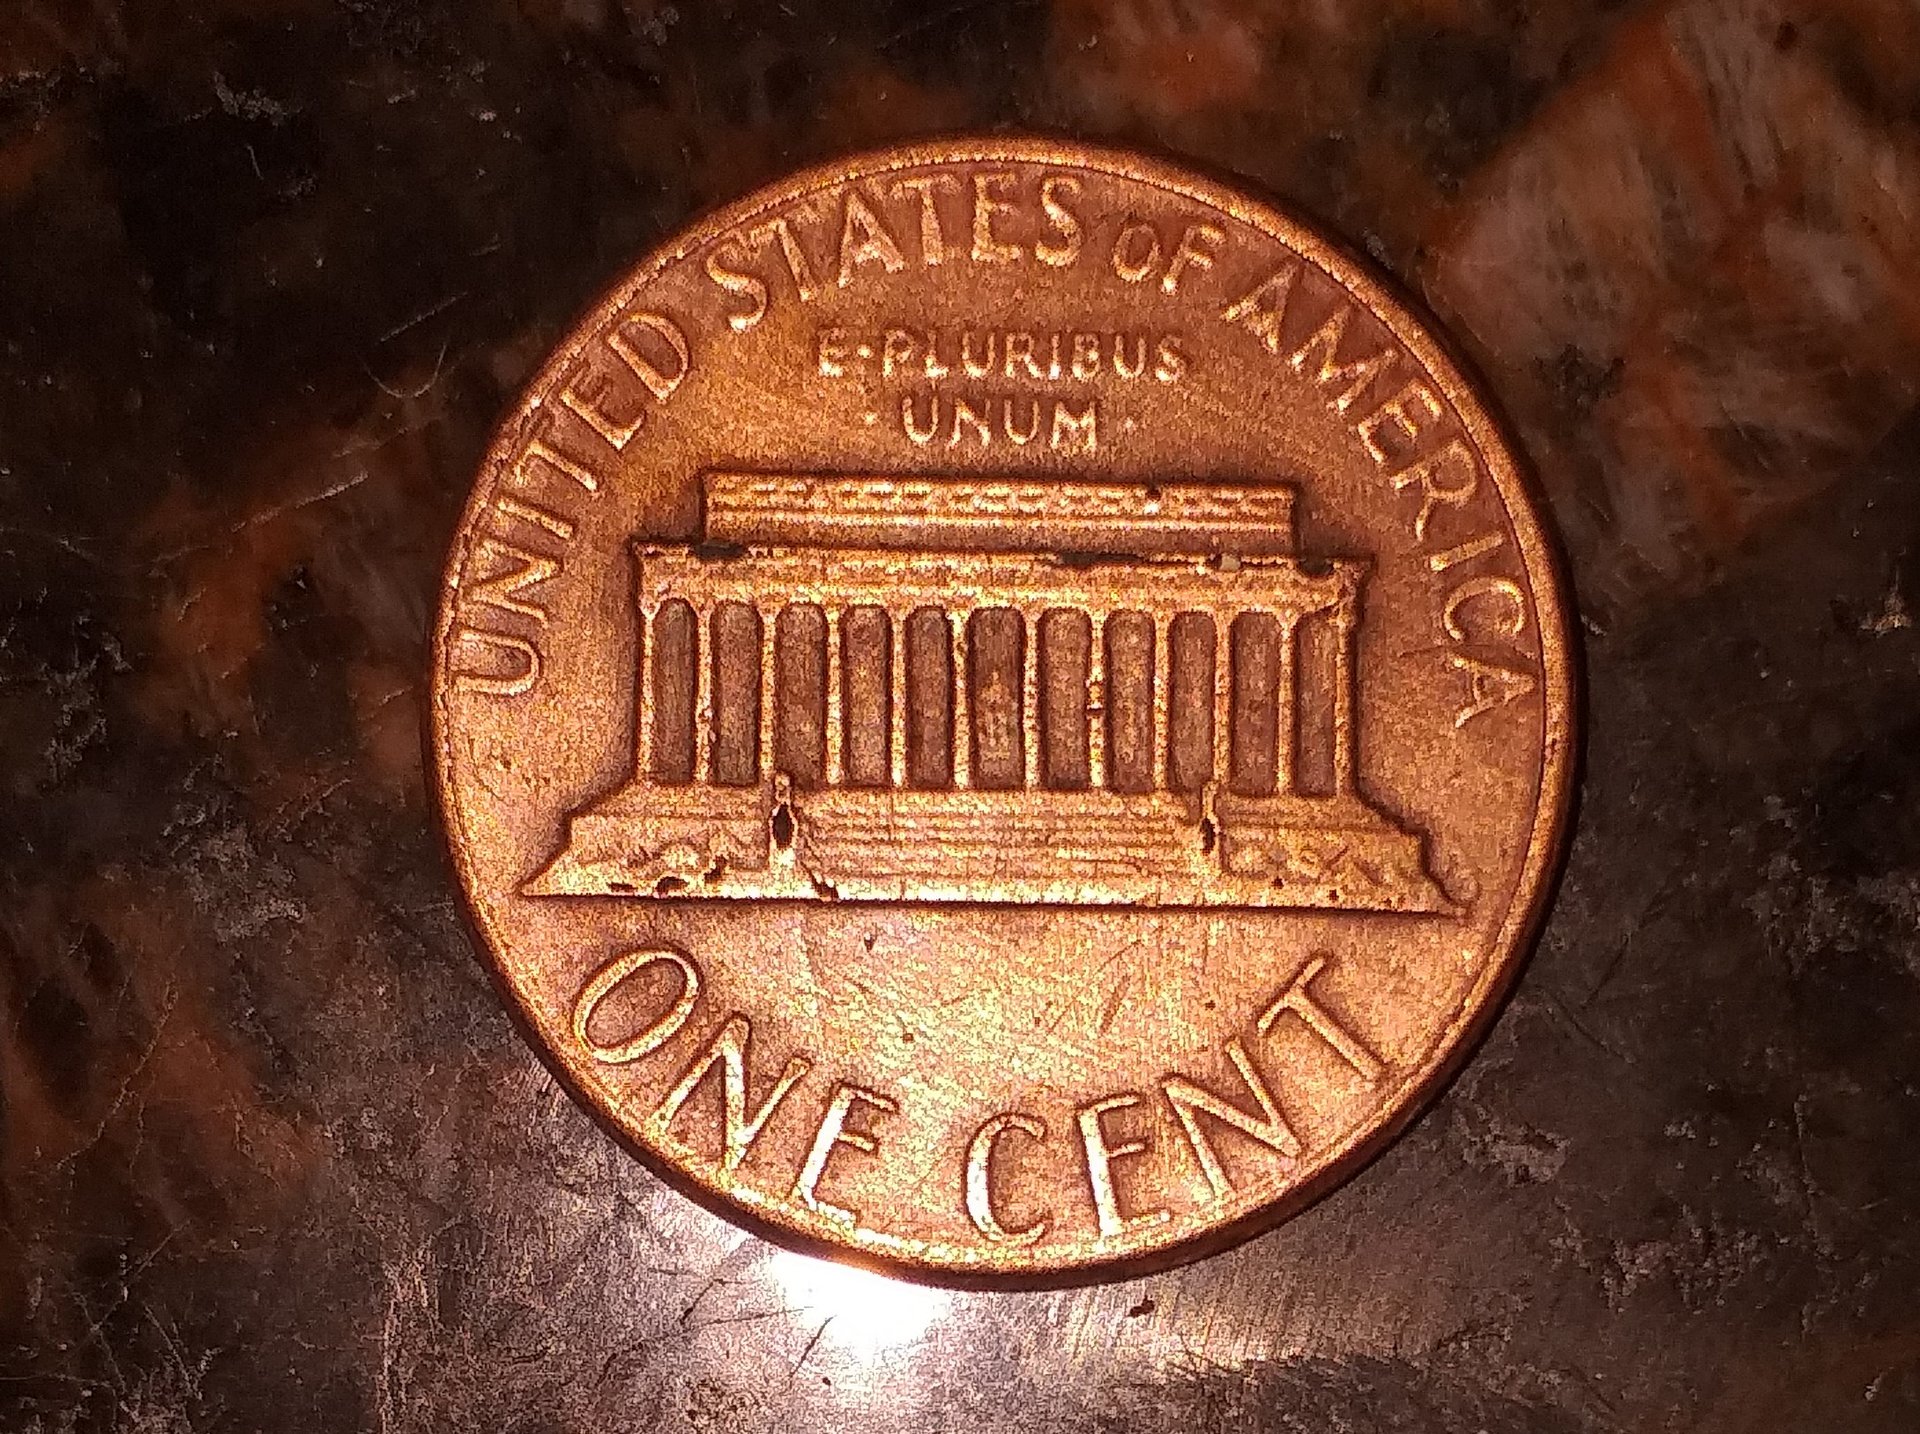 UNITED STATES OF AMERICA
E·PLURIBUS
·UNUM·
ONE CENT